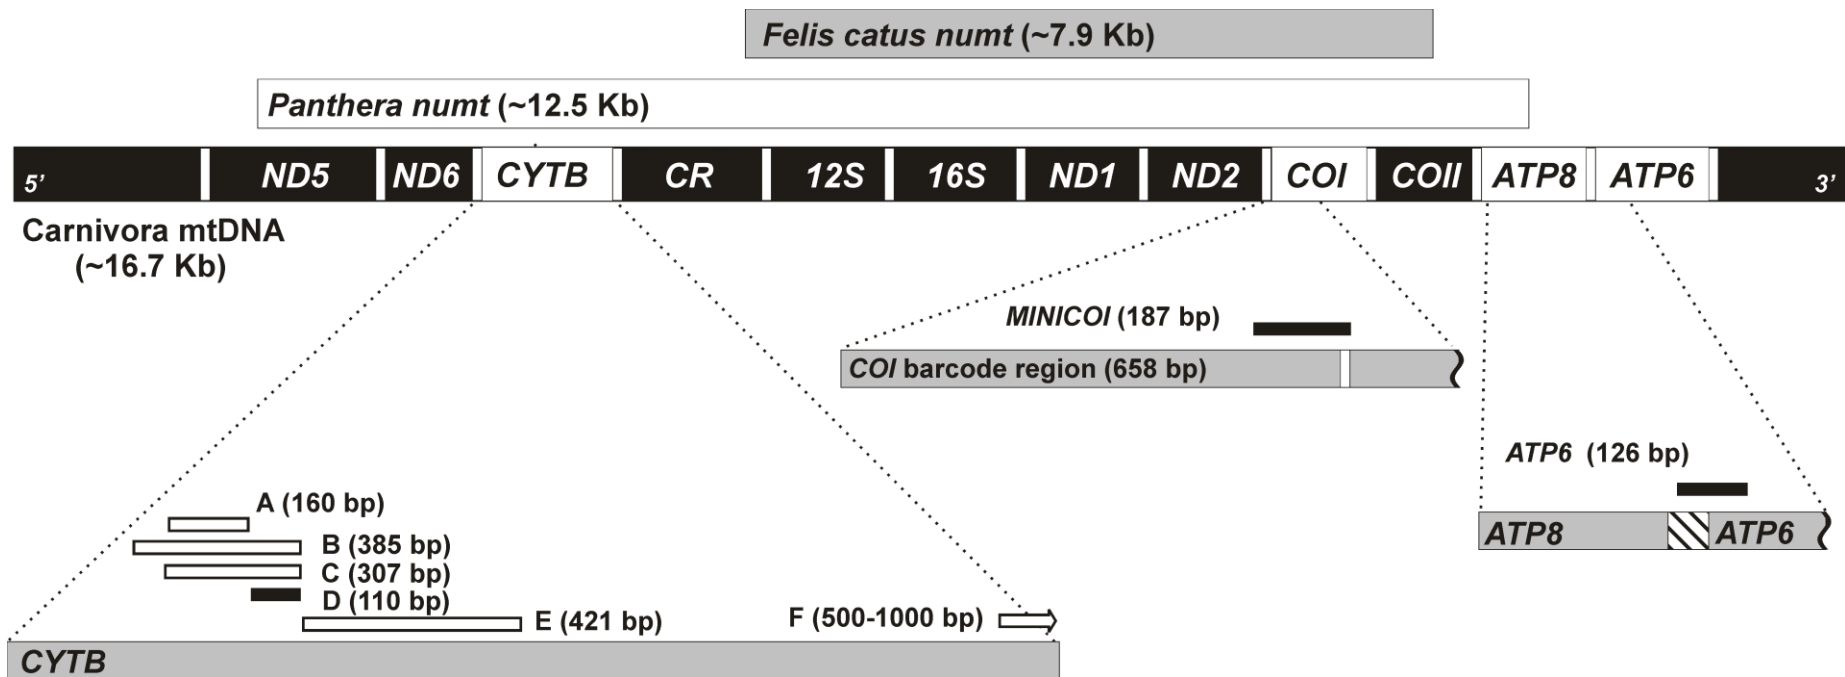 Felis catus numt (~7.9 Kb)
Panthera numt (~12.5 Kb)
5’ ND5 ND6 CYTB CR 12S 16S ND1 ND2 COI COII ATP8 ATP6 3’
Carnivora mtDNA
(~16.7 Kb)
MINICOI (187 bp)
COI barcode region (658 bp)
ATP6 (126 bp)
ATP8 ATP6
A (160 bp)
B (385 bp)
C (307 bp)
D (110 bp)
E (421 bp)
F (500-1000 bp)
CYTB